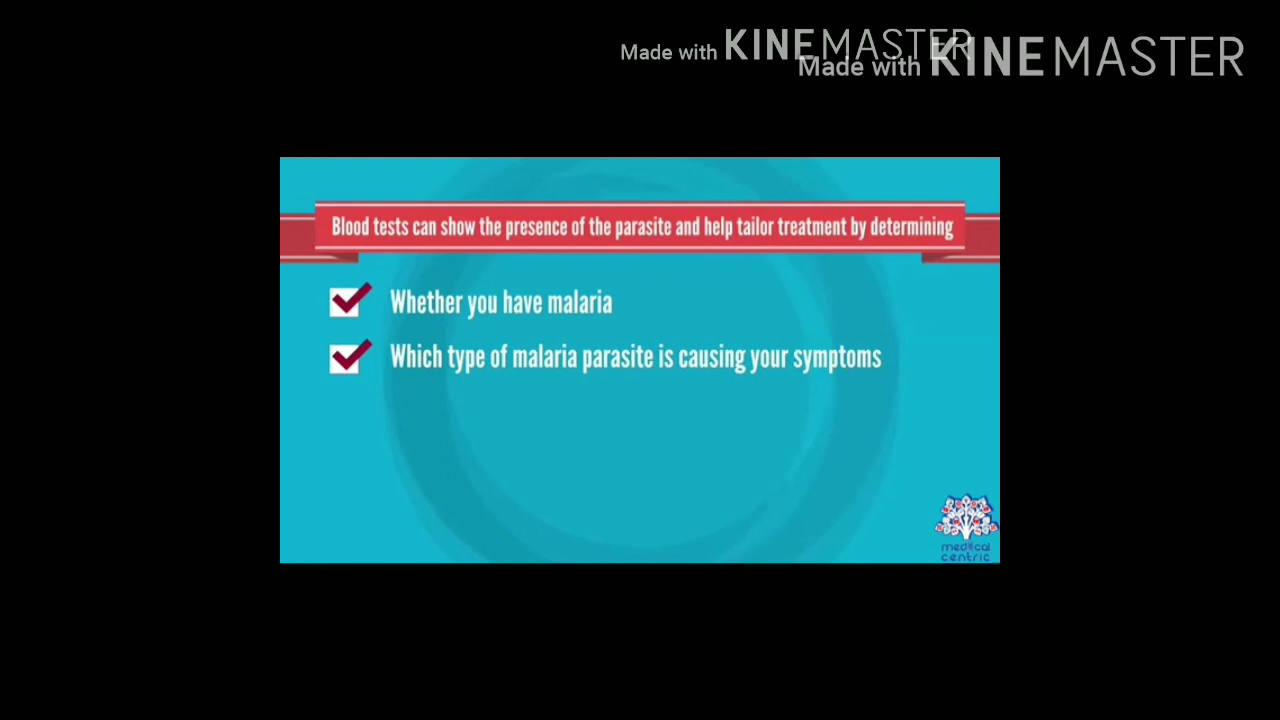 Made with KINEMASTER
Made with KINEMASTER
Blood tests can show the presence of the parasite and help tailor treatment by determining
Whether you have malaria
Which type of malaria parasite is causing your symptoms
medical
centric